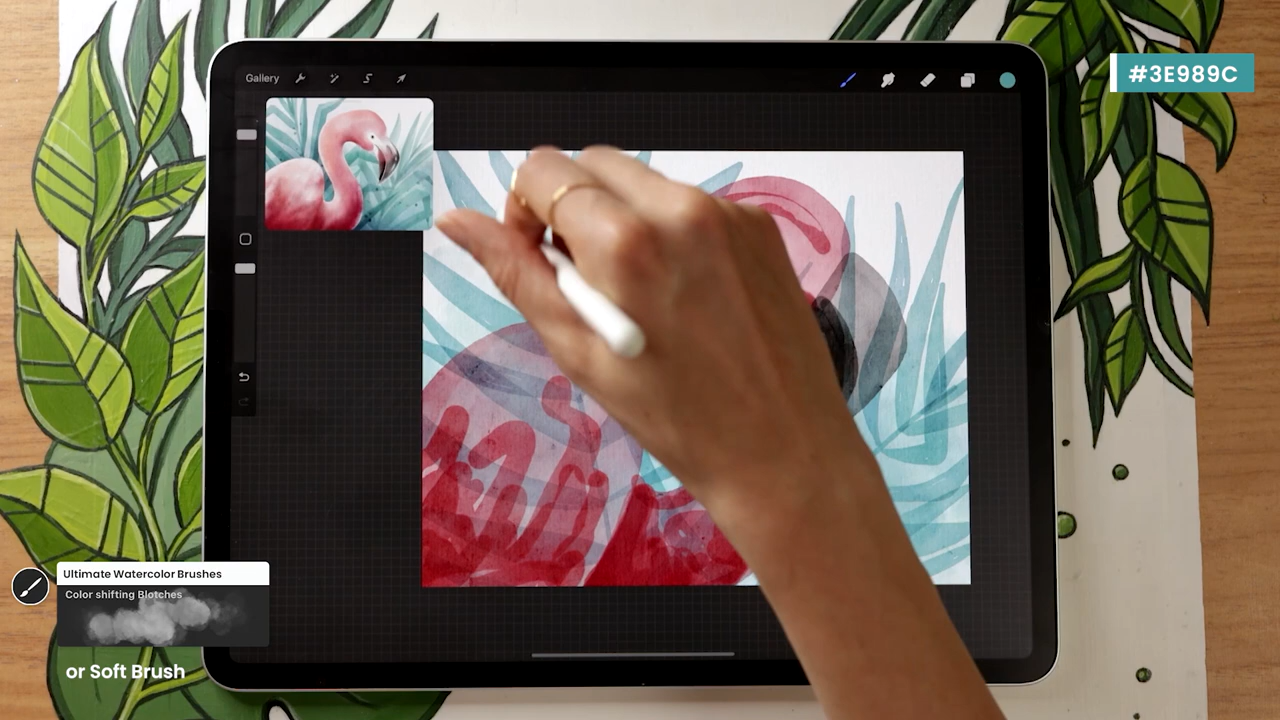 Gallery
#3E989C
Ultimate Watercolor Brushes
Color shifting Blotches
or Soft Brush